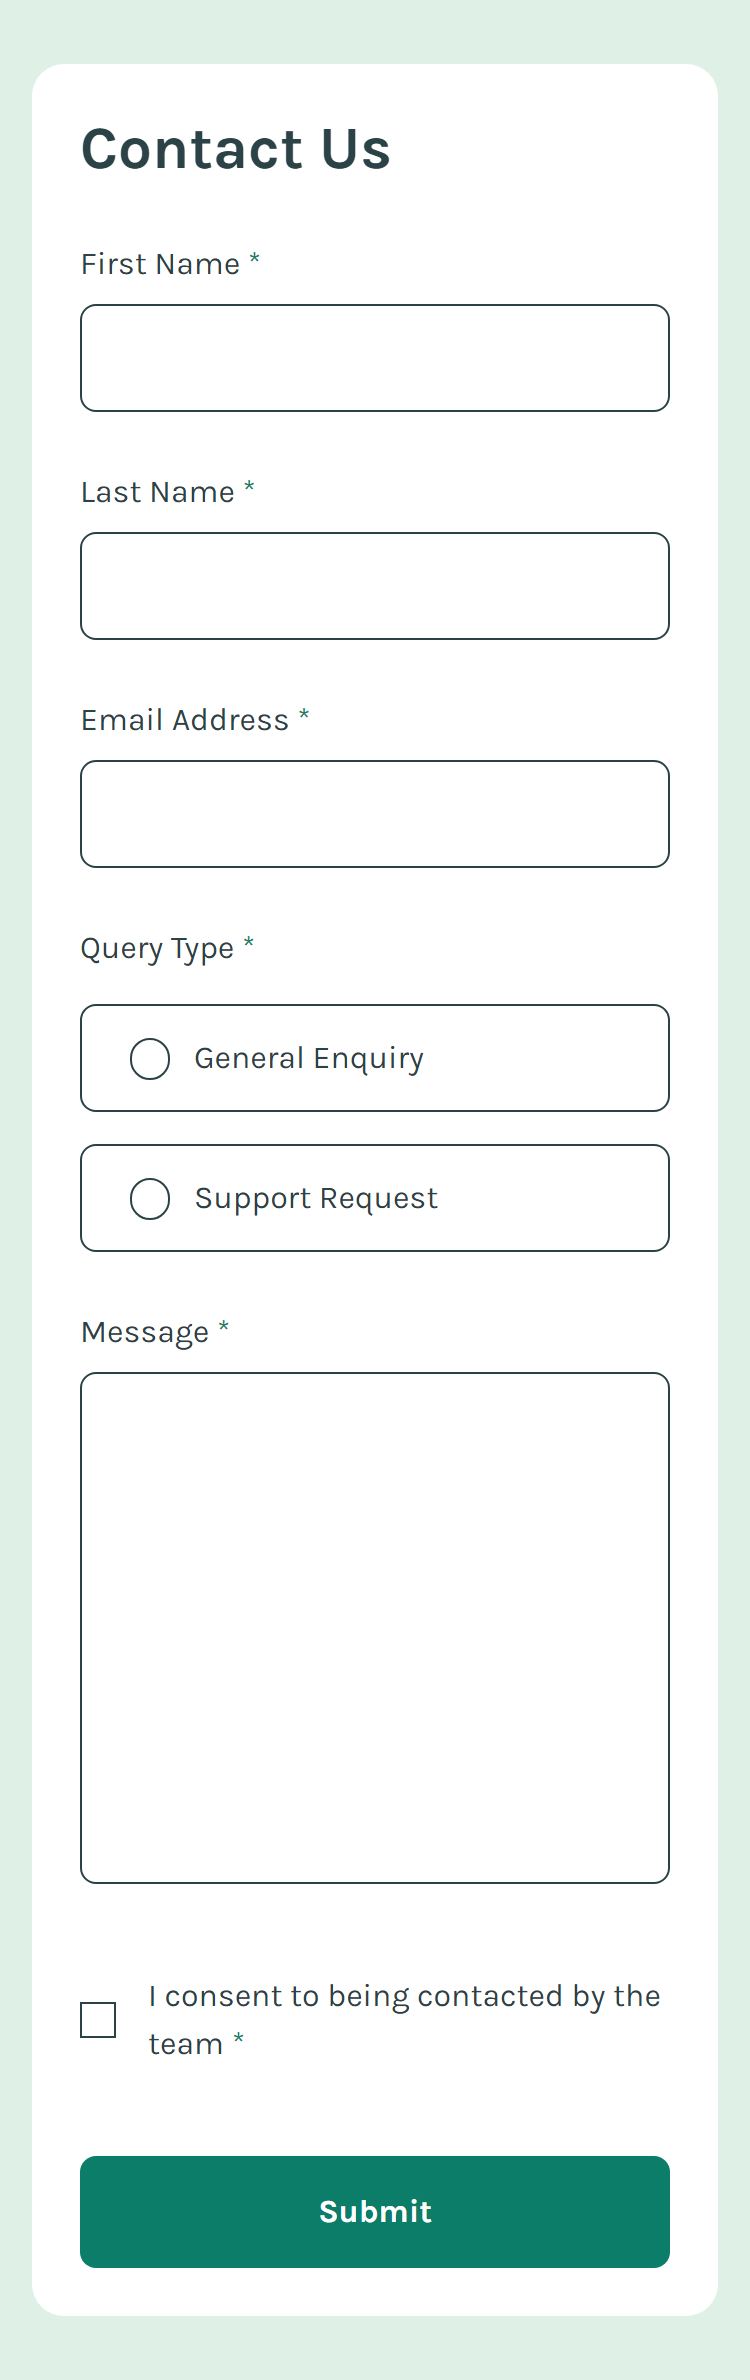 Contact Us
First Name *
Last Name *
Email Address *
Query Type *
General Enquiry
Support Request
Message *
I consent to being contacted by the
team *
Submit